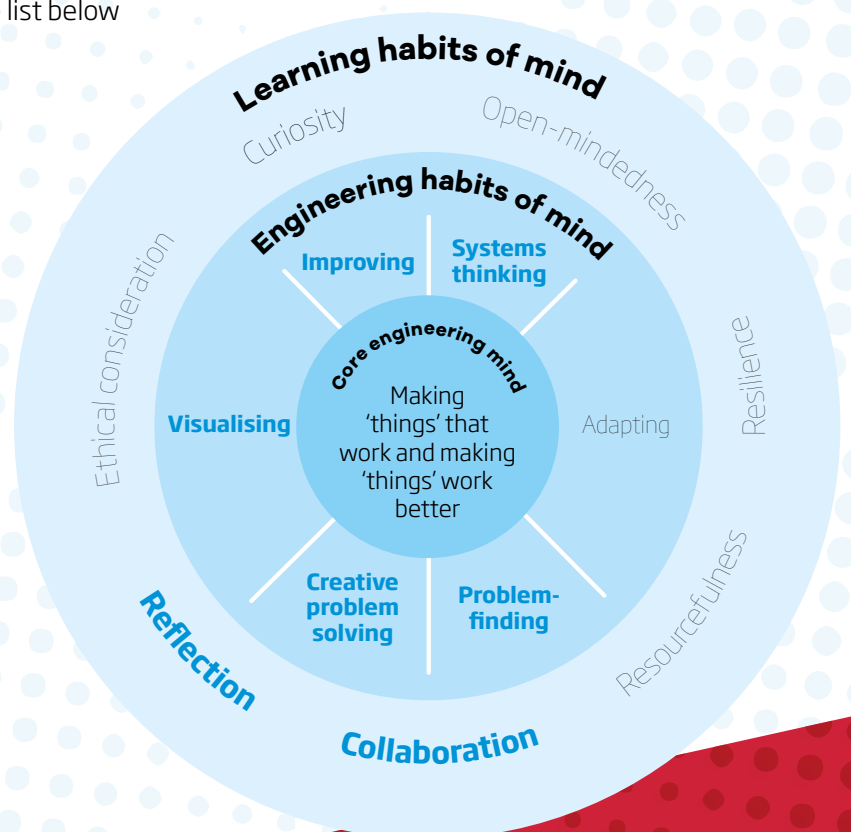 list below
Learning habits of mind
Curiosity
Open-mindedness
Ethical consideration
Resilience
Resourcefulness
Reflection
Collaboration
Engineering habits of mind
Improving
Systems
thinking
Visualising
Adapting
Creative
problem
solving
Problem-
finding
Core engineering mind
Making
'things' that
work and making
'things' work
better